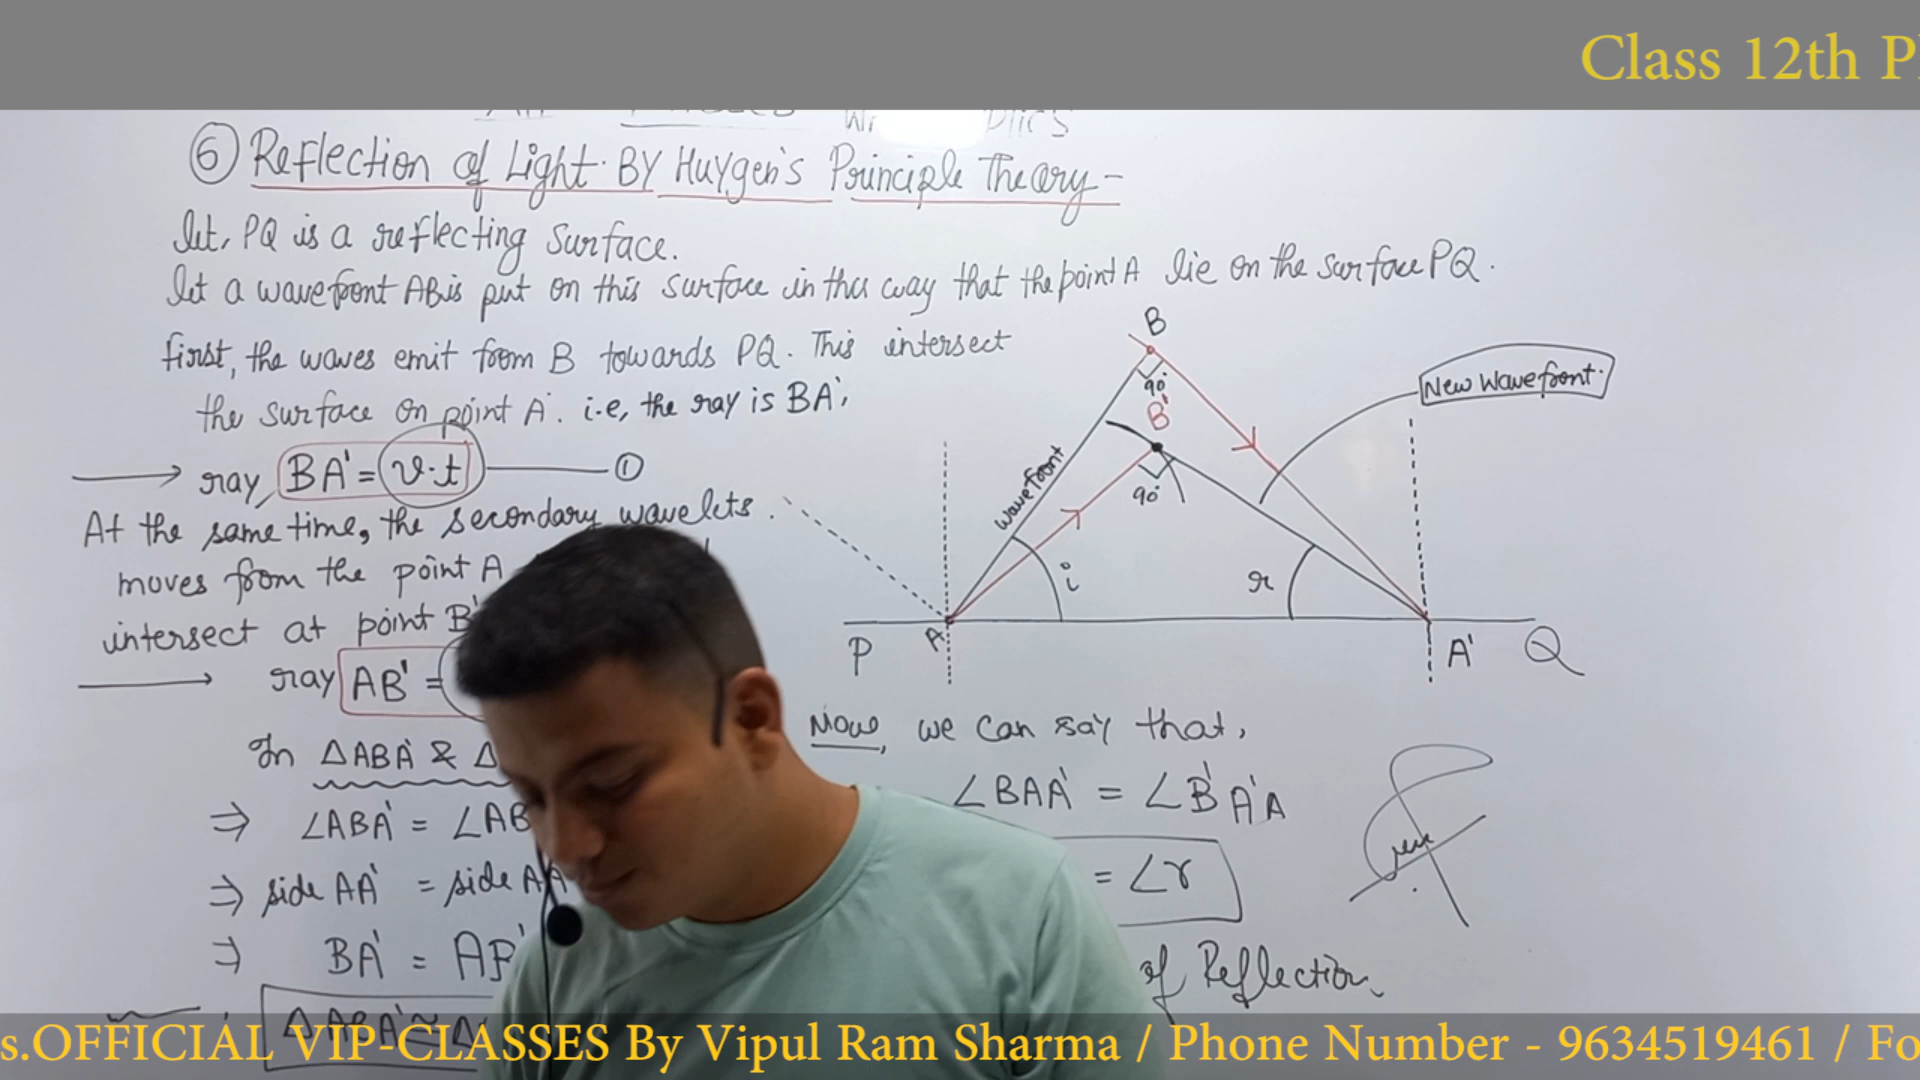 Class 12th P
⑥ Reflection of Light. BY Huygen's Principle Theory-
let, PQ is a reflecting surface.
let a wavefront AB is put on this surface in this way that the point A lie on the surface PQ.
first, the waves emit from B towards PQ. This intersect
the surface on point A'. i.e, the ray is BA',
ray, BA' = v.t ①
At the same time, the secondary wavelets
moves from the point A
intersect at point B'
ray AB' =
In ΔABA' & Δ
⇒ ∠ABA' = ∠AB
⇒ side AA' = side AA'
⇒ BA' = AB'
ΔABA' ≅ Δ
B
90°
B'
New Wavefront.
wavefront
90°
i
r
P
A
A'
Q
Now, we can say that,
∠BAA' = ∠B'A'A
= ∠r
of Reflection
s.OFFICIAL VIP-CLASSES By Vipul Ram Sharma / Phone Number - 9634519461 / Fo